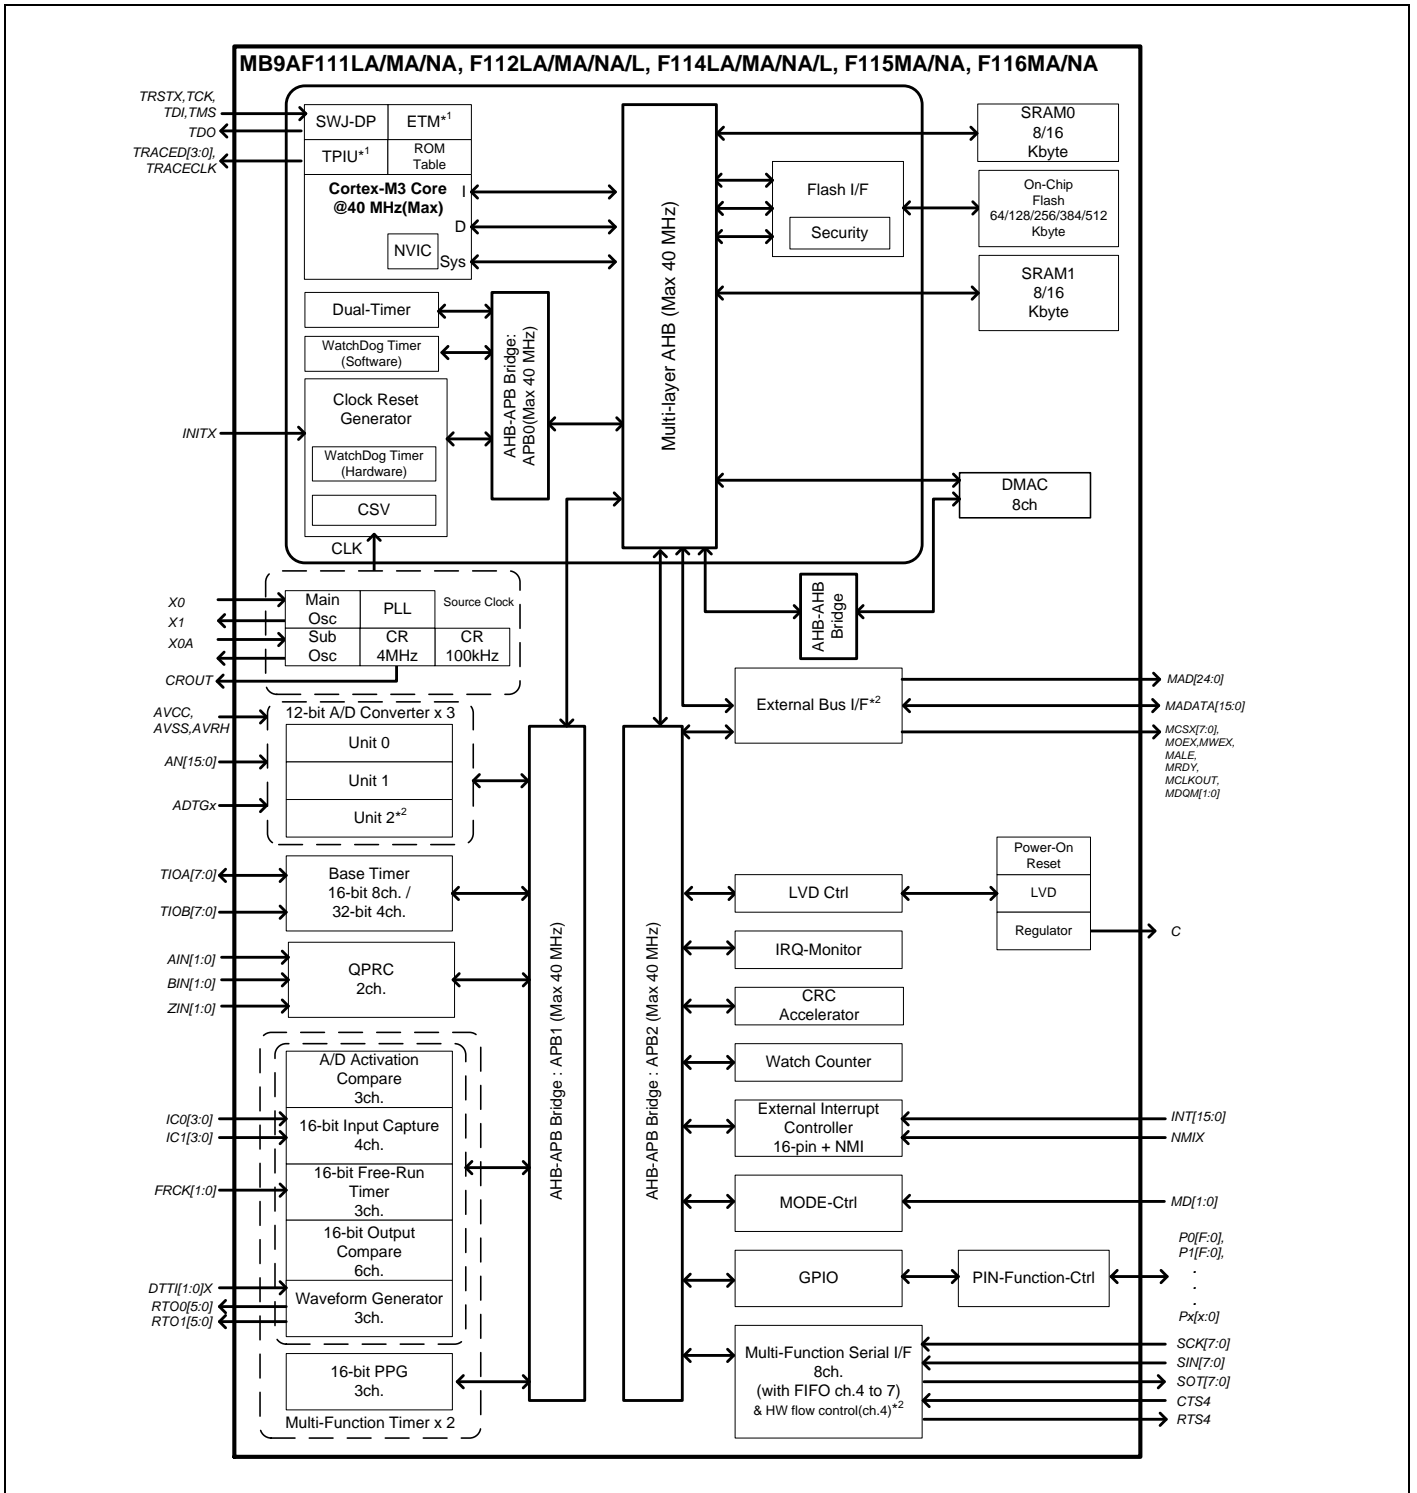 MB9AF111LA/MA/NA, F112LA/MA/NA/L, F114LA/MA/NA/L, F115MA/NA, F116MA/NA
TRSTX,TCK,
TDI,TMS
TDO
TRACED[3:0],
TRACECLK
SWJ-DP
ETM*1
TPIU*1
ROM
Table
Cortex-M3 Core
@40 MHz(Max)
I
D
Sys
NVIC
Dual-Timer
WatchDog Timer
(Software)
INITX
Clock Reset
Generator
WatchDog Timer
(Hardware)
CSV
CLK
AHB-APB Bridge:
APB0(Max 40 MHz)
Multi-layer AHB (Max 40 MHz)
Flash I/F
Security
SRAM0
8/16
Kbyte
On-Chip
Flash
64/128/256/384/512
Kbyte
SRAM1
8/16
Kbyte
DMAC
8ch
AHB-AHB
Bridge
X0
X1
X0A
CROUT
Main
Osc
PLL
Source Clock
Sub
Osc
CR
4MHz
CR
100kHz
AVCC,
AVSS,AVRH
AN[15:0]
ADTGx
12-bit A/D Converter x 3
Unit 0
Unit 1
Unit 2*2
TIOA[7:0]
TIOB[7:0]
Base Timer
16-bit 8ch. /
32-bit 4ch.
AIN[1:0]
BIN[1:0]
ZIN[1:0]
QPRC
2ch.
A/D Activation
Compare
3ch.
IC0[3:0]
IC1[3:0]
16-bit Input Capture
4ch.
FRCK[1:0]
16-bit Free-Run
Timer
3ch.
16-bit Output
Compare
6ch.
DTTI[1:0]X
RTO0[5:0]
RTO1[5:0]
Waveform Generator
3ch.
16-bit PPG
3ch.
Multi-Function Timer x 2
AHB-APB Bridge : APB1 (Max 40 MHz)
AHB-APB Bridge : APB2 (Max 40 MHz)
External Bus I/F*2
MAD[24:0]
MADATA[15:0]
MCSX[7:0],
MOEX,MWEX,
MALE,
MRDY,
MCLKOUT,
MDQM[1:0]
LVD Ctrl
Power-On
Reset
LVD
Regulator
C
IRQ-Monitor
CRC
Accelerator
Watch Counter
External Interrupt
Controller
16-pin + NMI
INT[15:0]
NMIX
MODE-Ctrl
MD[1:0]
GPIO
PIN-Function-Ctrl
P0[F:0],
P1[F:0],
.
.
.
Px[x:0]
Multi-Function Serial I/F
8ch.
(with FIFO ch.4 to 7)
& HW flow control(ch.4)*2
SCK[7:0]
SIN[7:0]
SOT[7:0]
CTS4
RTS4